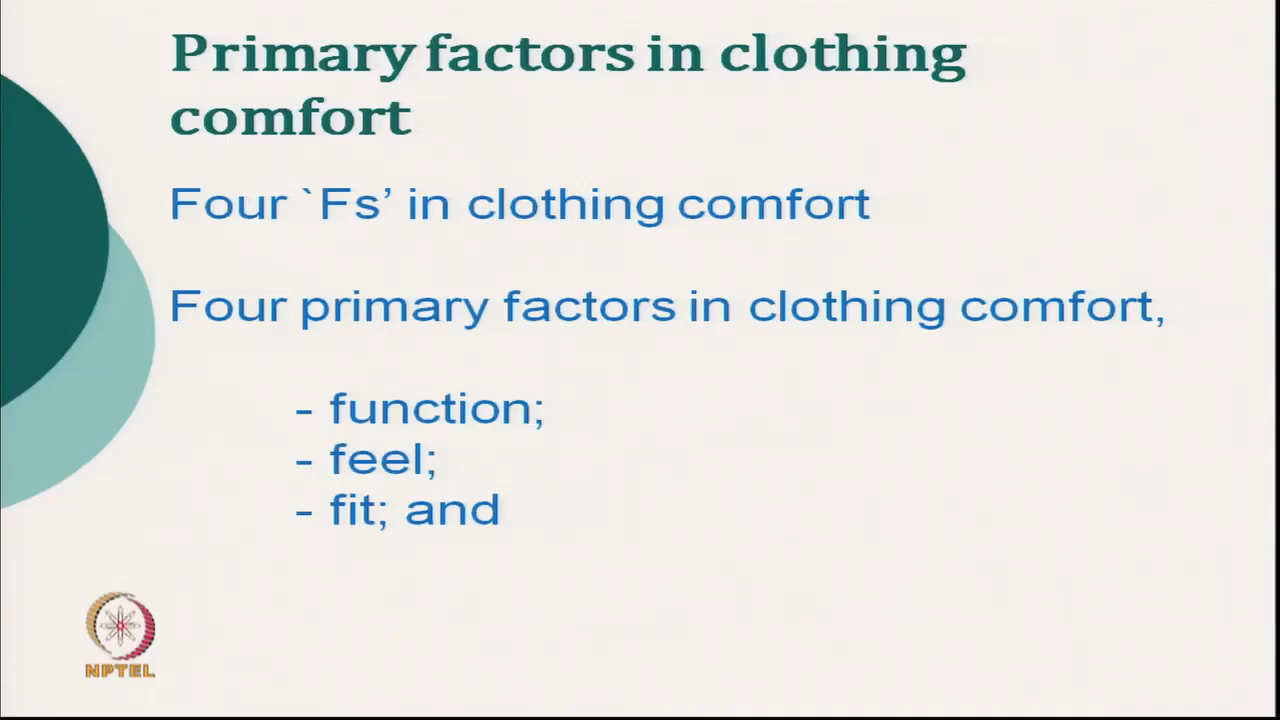 Primary factors in clothing
comfort
Four `Fs’ in clothing comfort
Four primary factors in clothing comfort,
- function;
- feel;
- fit; and
NPTEL